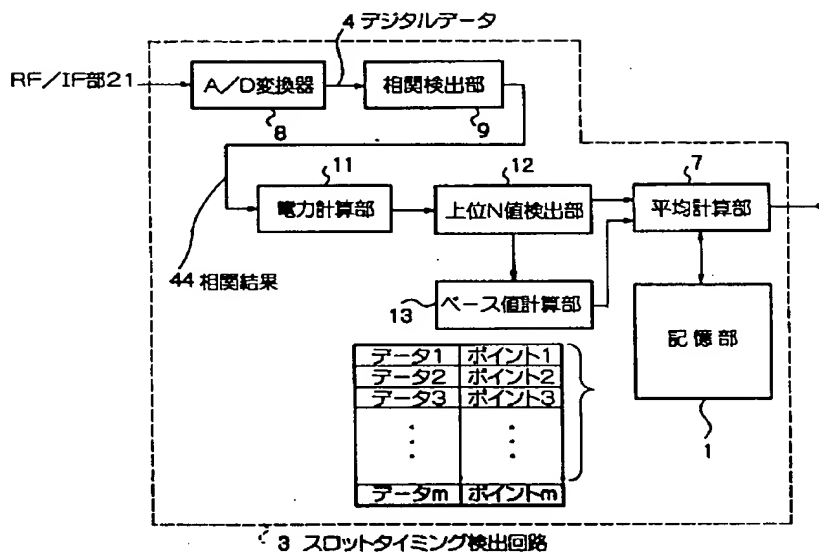 4 デジタルデータ
RF/IF部21
A/D変換器
相関検出部
8
9
11
12
7
電力計算部
上位N値検出部
平均計算部
44 相関結果
13
ベース値計算部
記憶部
データ1 ポイント1
データ2 ポイント2
データ3 ポイント3
データm ポイントm
1
3 スロットタイミング検出回路